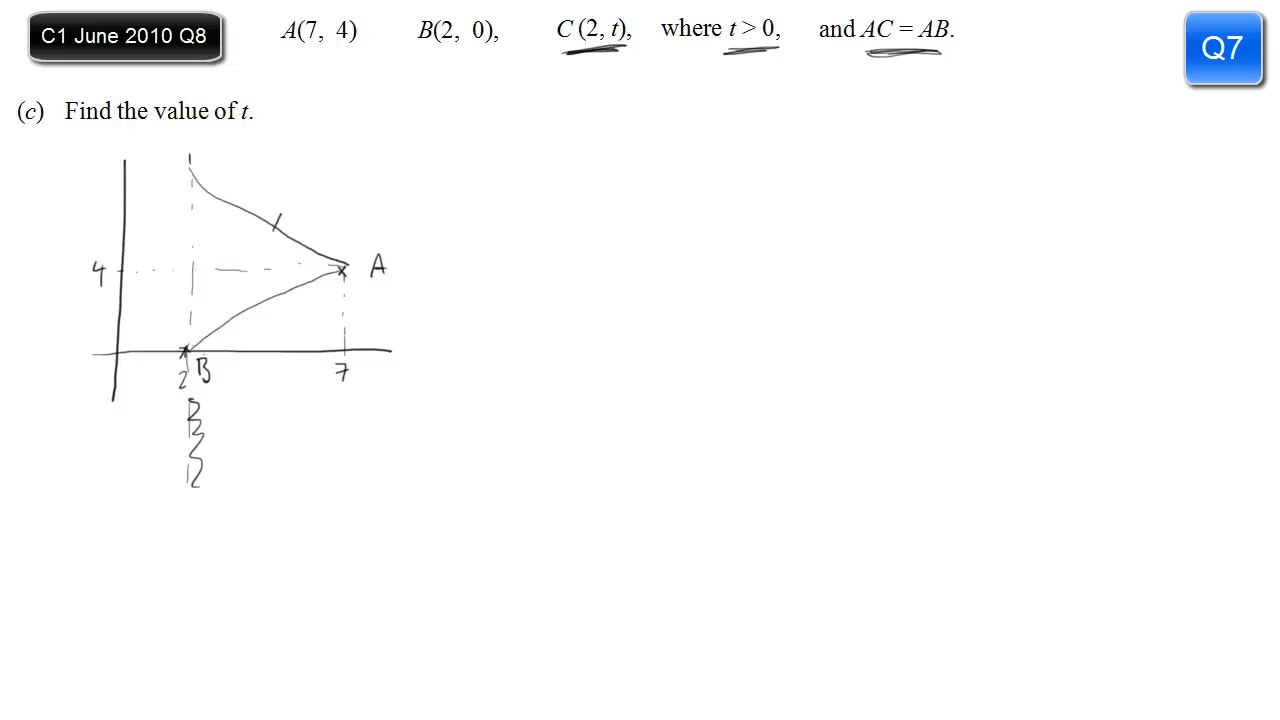 C1 June 2010 Q8 A(7, 4) B(2, 0), C (2, t), where t > 0, and AC = AB. Q7
(c) Find the value of t.
4 A
B
2 7